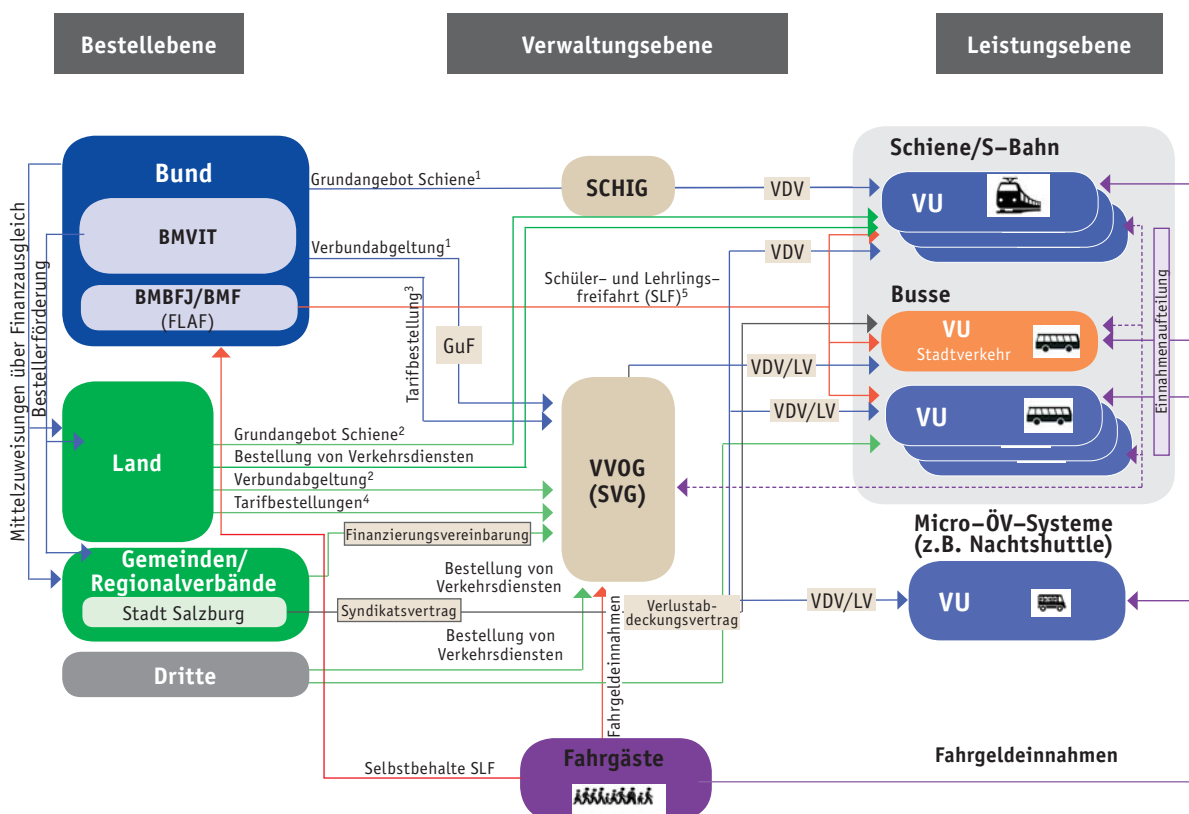 Bestellebene
Verwaltungsebene
Leistungsebene
Mittelzuweisungen über Finanzausgleich
Bestellerförderung
Bund
BMVIT
BMBFJ/BMF
(FLAF)
Land
Gemeinden/
Regionalverbände
Stadt Salzburg
Dritte
Grundangebot Schiene¹
Verbundabgeltung¹
Tarifbestellung³
GuF
Schüler– und Lehrlings-
freifahrt (SLF)⁵
Grundangebot Schiene²
Bestellung von Verkehrsdiensten
Verbundabgeltung²
Tarifbestellungen⁴
Finanzierungsvereinbarung
Bestellung von
Verkehrsdiensten
Syndikatsvertrag
Bestellung von
Verkehrsdiensten
Selbstbehalte SLF
SCHIG
VVOG
(SVG)
Fahrgeldeinnahmen
Verlustab-
deckungsvertrag
Fahrgäste
VDV
VDV
VDV/LV
VDV/LV
VDV/LV
Schiene/S–Bahn
VU
Busse
VU
Stadtverkehr
VU
Einnahmenaufteilung
Micro–ÖV–Systeme
(z.B. Nachtshuttle)
VU
Fahrgeldeinnahmen